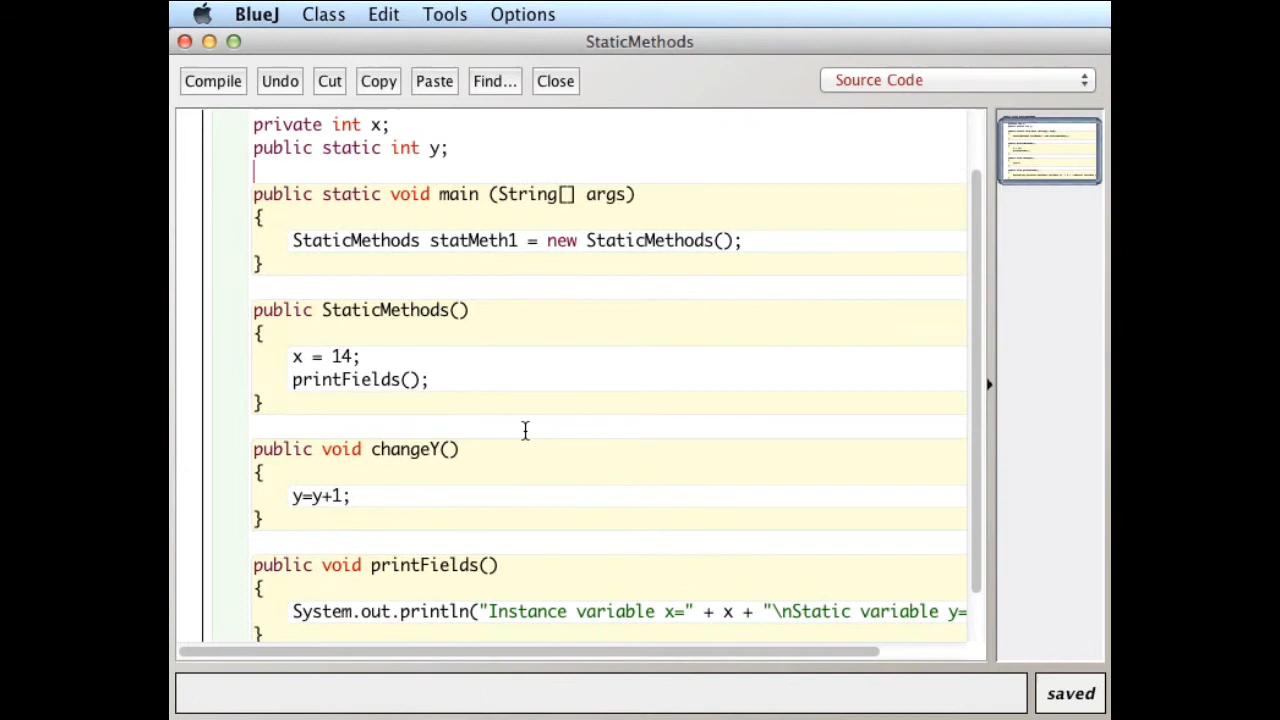 BlueJ Class Edit Tools Options
StaticMethods
Compile Undo Cut Copy Paste Find... Close Source Code
private int x;
public static int y;
public static void main (String[] args)
{
StaticMethods statMeth1 = new StaticMethods();
}
public StaticMethods()
{
x = 14;
printFields();
}
public void changeY()
{
y=y+1;
}
public void printFields()
{
System.out.println("Instance variable x=" + x + "\nStatic variable y=
}
saved